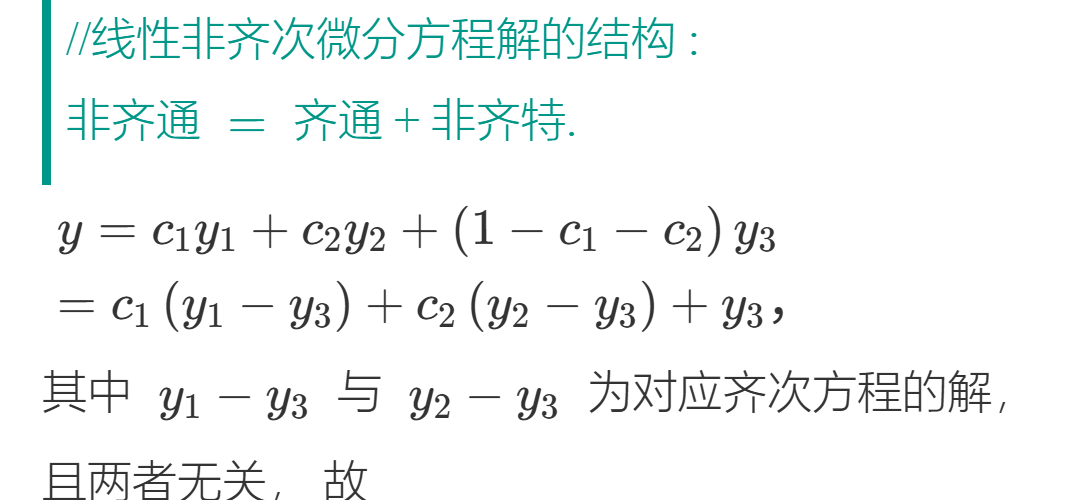 //线性非齐次微分方程解的结构：
非齐通 = 齐通 + 非齐特.
y = c₁y₁ + c₂y₂ + (1 − c₁ − c₂) y₃
= c₁ (y₁ − y₃) + c₂ (y₂ − y₃) + y₃，
其中 y₁ − y₃ 与 y₂ − y₃ 为对应齐次方程的解，
且两者无关， 故